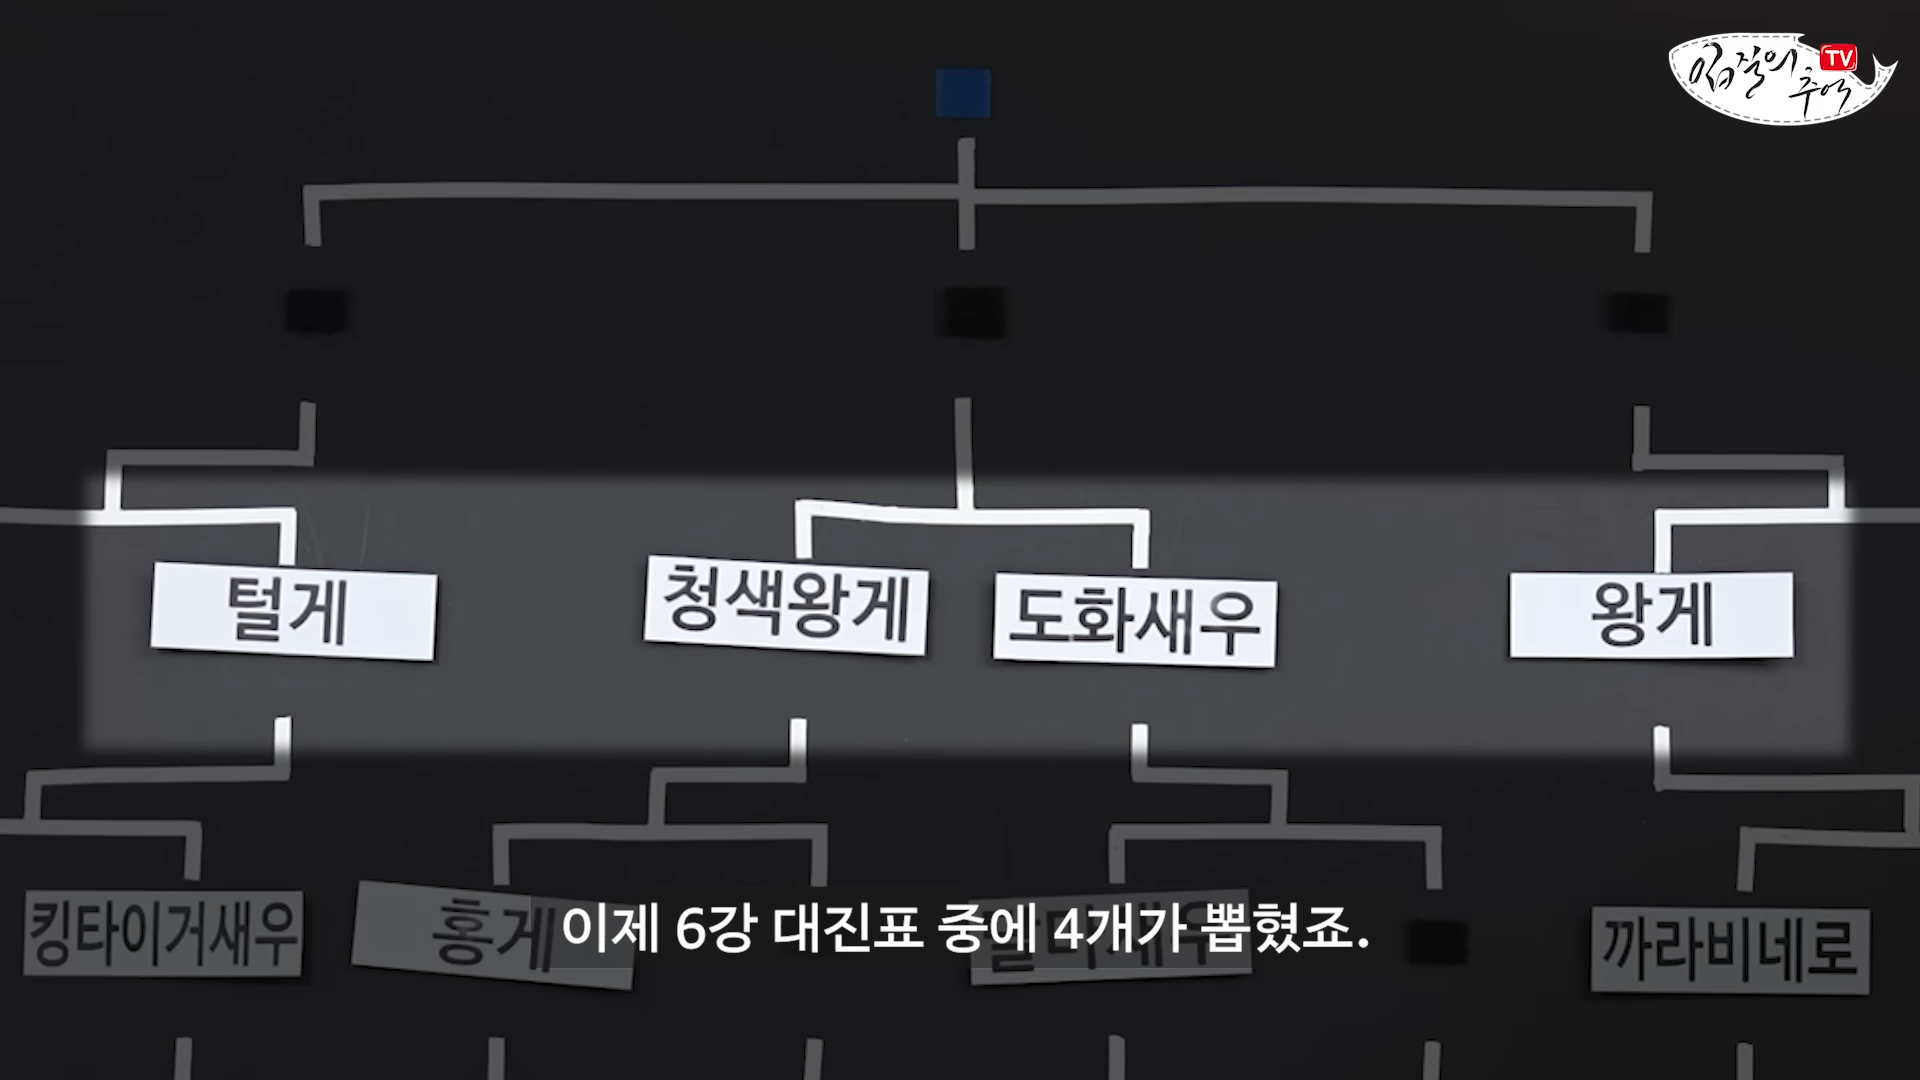 입질의
추억
TV
털게
청색왕게
도화새우
왕게
킹타이거새우
홍게
까라비네로
이제 6강 대진표 중에 4개가 뽑혔죠.